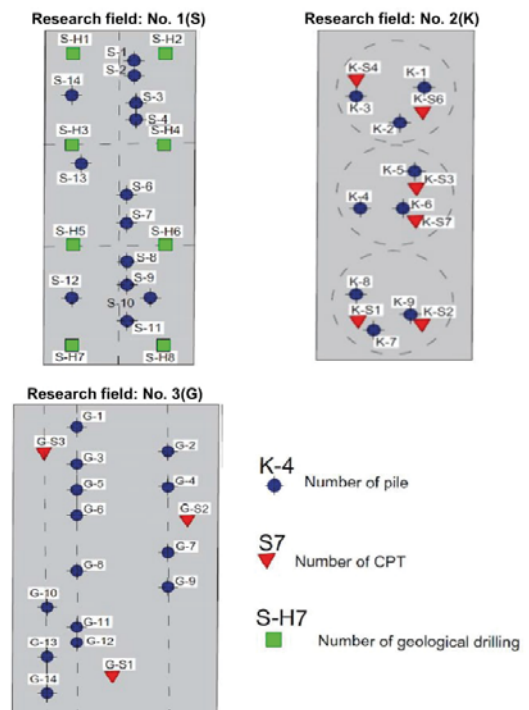 Research field: No. 1(S)
S-H1
S-1
S-H2
S-2
S-14
S-3
S-4
S-H3
S-H4
S-13
S-6
S-7
S-H5
S-H6
S-8
S-12
S-9
S-10
S-11
S-H7
S-H8
Research field: No. 2(K)
K-S4
K-1
K-3
K-S6
K-2
K-5
K-S3
K-4
K-6
K-S7
K-8
K-S1
K-9
K-S2
K-7
Research field: No. 3(G)
G-1
G-S3
G-2
G-3
G-5
G-4
G-6
G-S2
G-7
G-8
G-9
G-10
G-11
G-13
G-12
G-S1
G-14
K-4
Number of pile
S7
Number of CPT
S-H7
Number of geological drilling